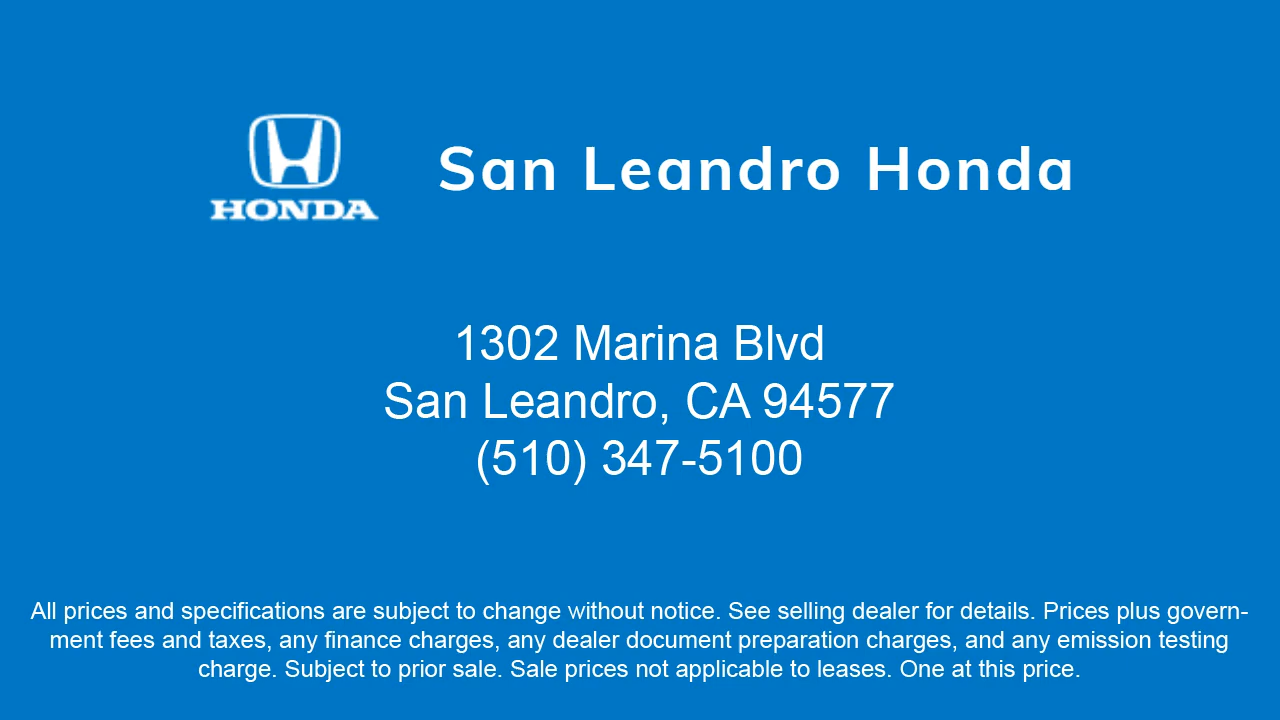 HONDA
San Leandro Honda
1302 Marina Blvd
San Leandro, CA 94577
(510) 347-5100
All prices and specifications are subject to change without notice. See selling dealer for details. Prices plus govern-
ment fees and taxes, any finance charges, any dealer document preparation charges, and any emission testing
charge. Subject to prior sale. Sale prices not applicable to leases. One at this price.